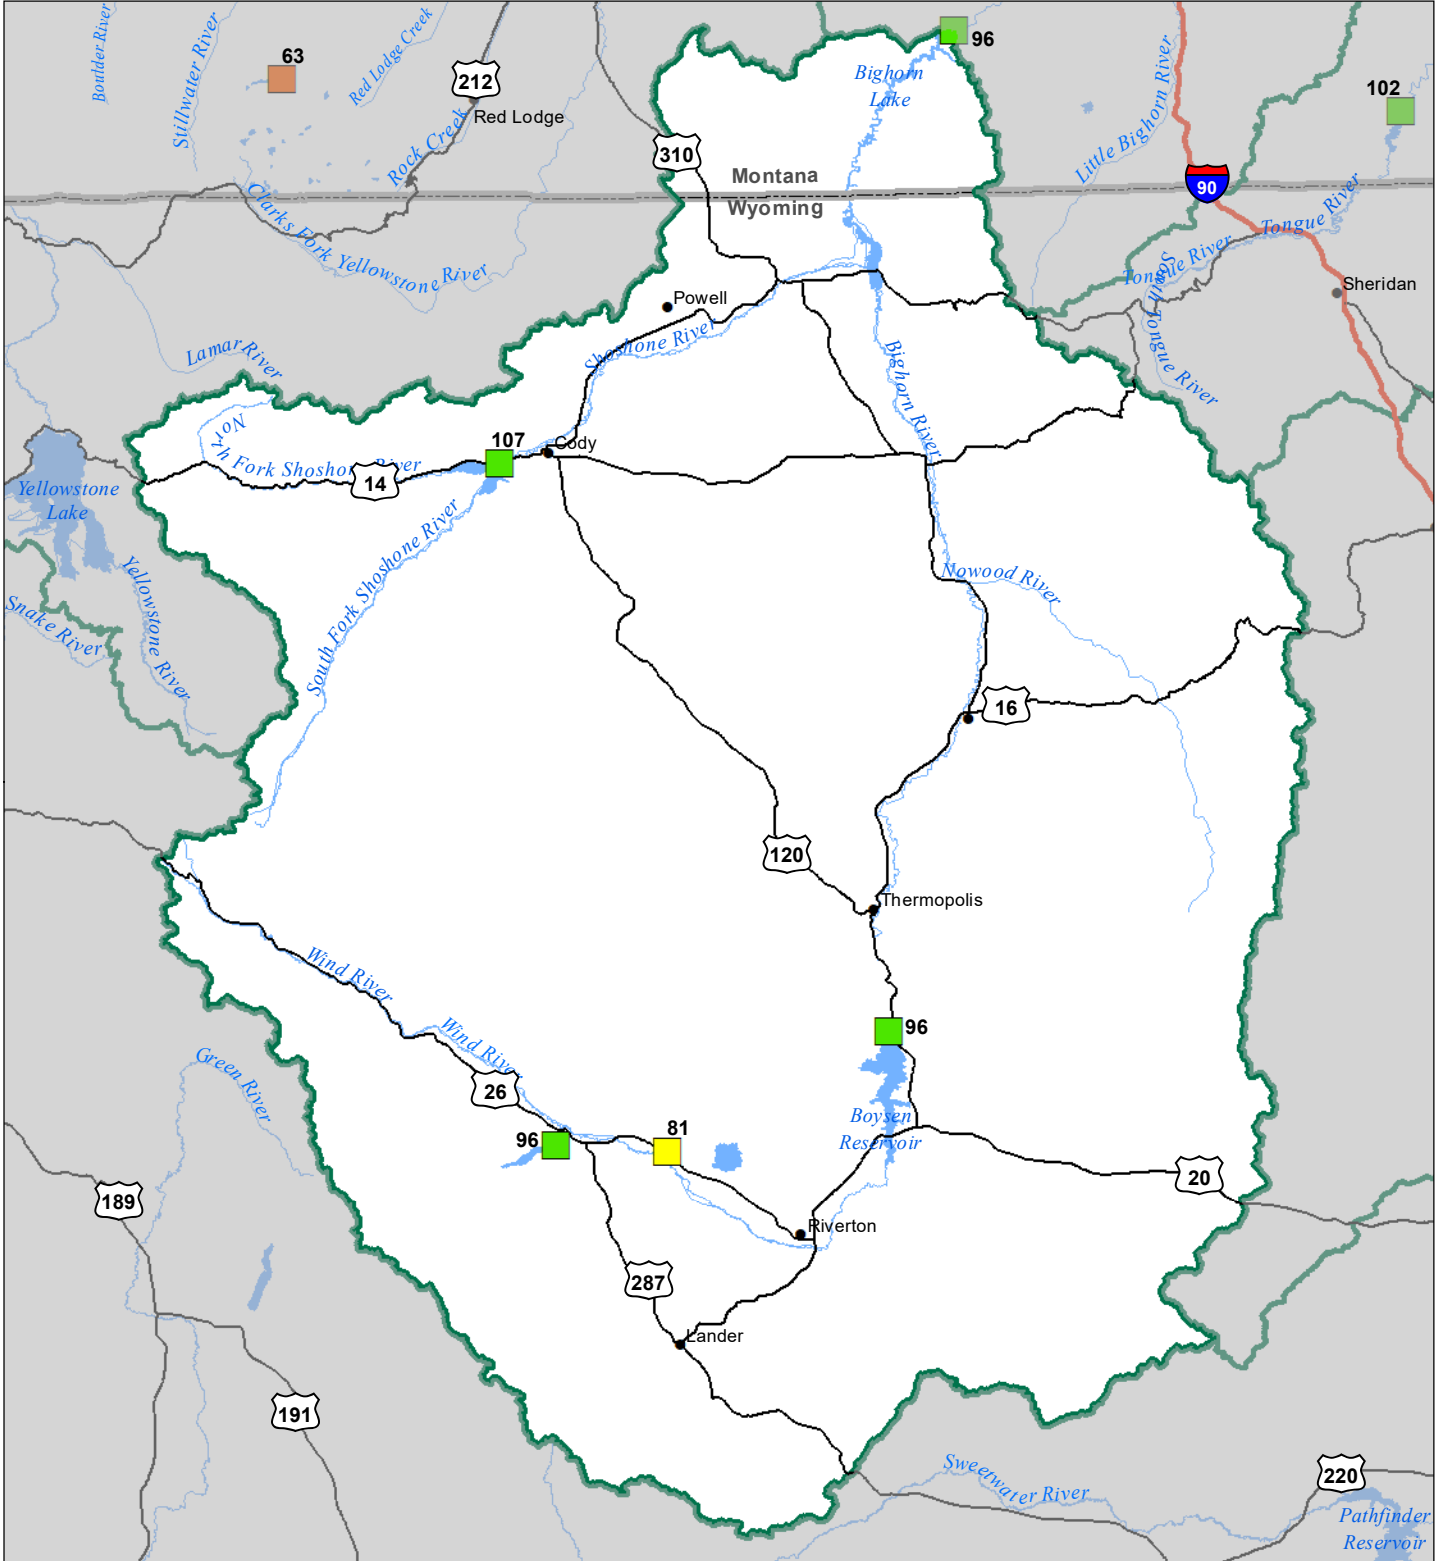 Boulder River
Stillwater River
63
Red Lodge Creek
212
Red Lodge
Rock Creek
96
Bighorn
Lake
Little Bighorn River
102
310
Montana
Wyoming
90
Clarks Fork Yellowstone River
Tongue River
Tongue River
South Tongue River
Sheridan
Powell
Shoshone River
Lamar River
Bighorn River
North Fork Shoshone River
107
Cody
14
Yellowstone
Lake
South Fork Shoshone River
Yellowstone River
Snake River
Nowood River
16
120
Thermopolis
Wind River
Wind River
96
Green River
26
Boysen
Reservoir
96
81
20
189
Riverton
287
Lander
191
Sweetwater River
220
Pathfinder
Reservoir